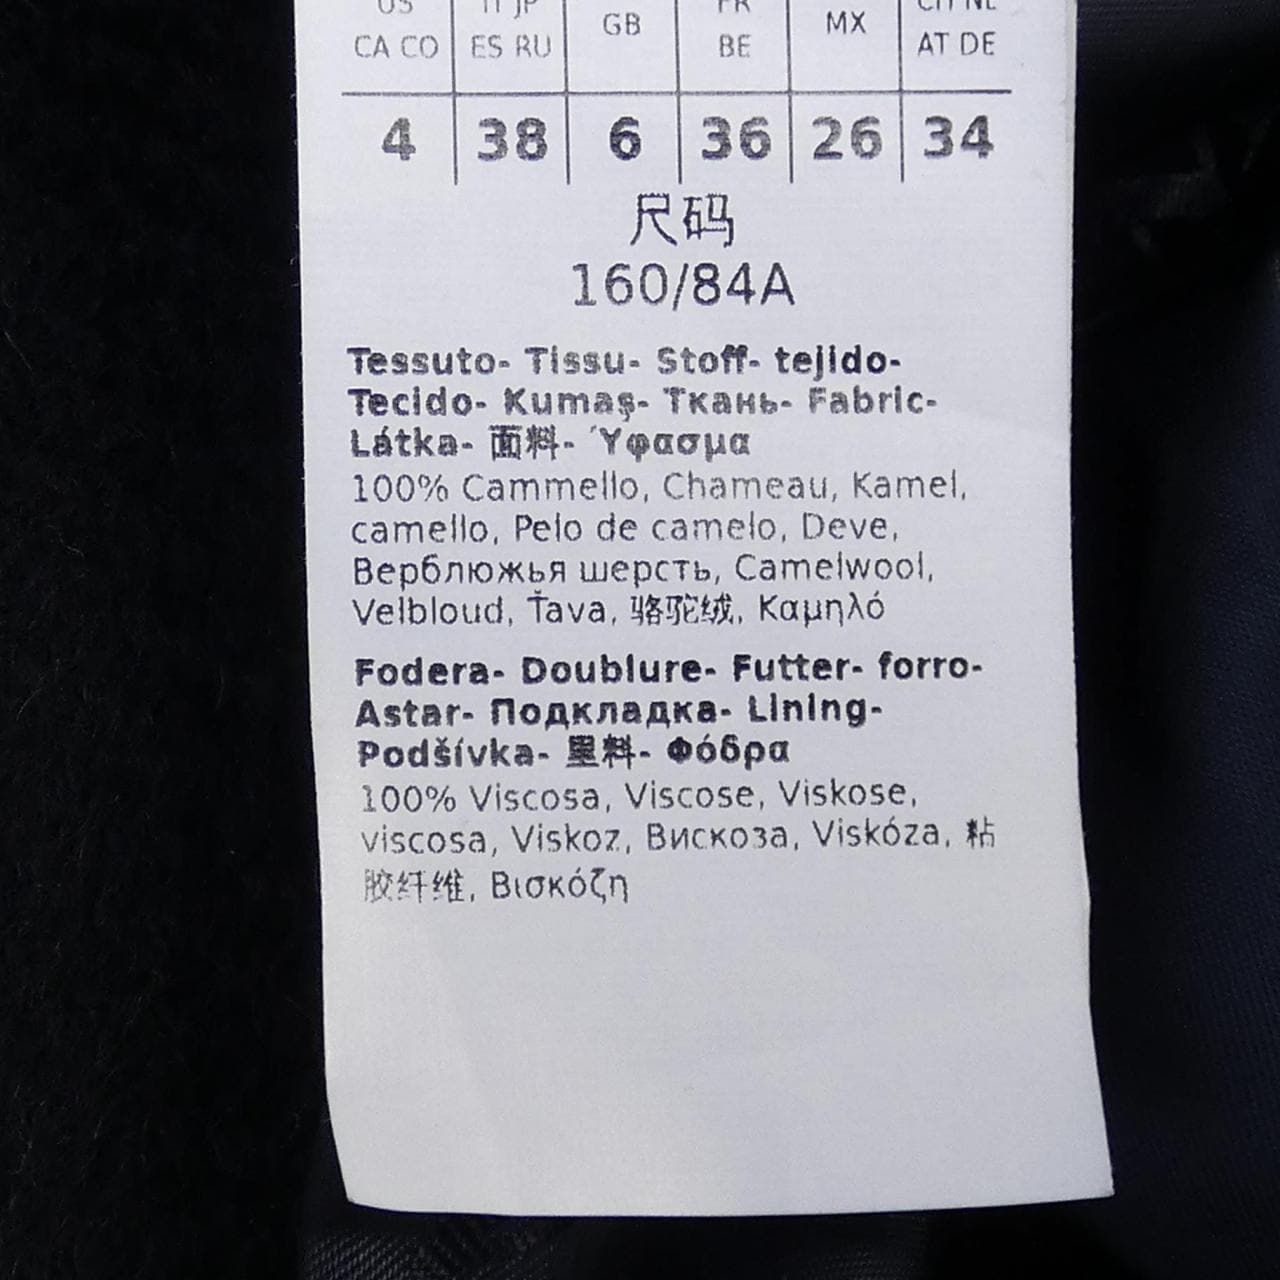 US IT JP GB FR MX CH NL
CA CO ES RU BE AT DE
4 38 6 36 26 34
尺码
160/84A
Tessuto- Tissu- Stoff- tejido-
Tecido- Kumaş- Ткань- Fabric-
Látka- 面料- Ύφασμα
100% Cammello, Chameau, Kamel,
camello, Pelo de camelo, Deve,
Верблюжья шерсть, Camelwool,
Velbloud, Ťava, 骆驼绒, Καμηλό
Fodera- Doublure- Futter- forro-
Astar- Подкладка- Lining-
Podšívka- 里料- Φόδρα
100% Viscosa, Viscose, Viskose,
viscosa, Viskoz, Вискоза, Viskóza, 粘
胶纤维, Βισκόζη